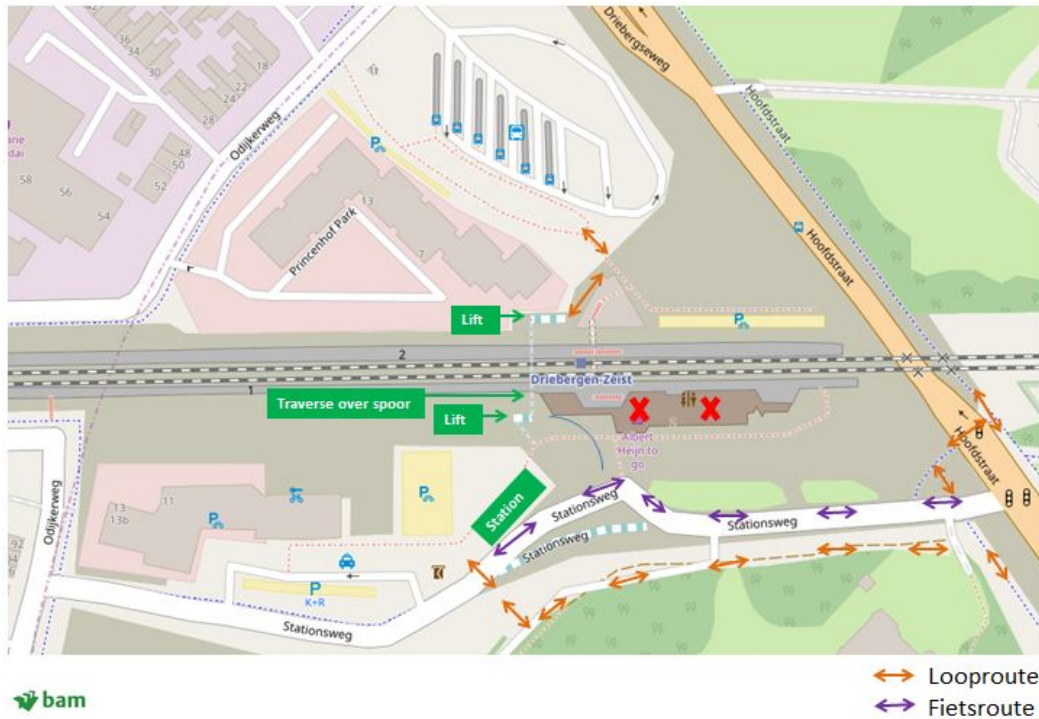 Driebergseweg
36
34
30
18
22
24
28
Odijkerweg
Hoofdstraat
48
50
52
58
56
54
P
13
7
Princenhof Park
Hoofdstraat
Lift
P
2
Driebergen-Zeist
1
Traverse over spoor
Lift
Albert
Heijn to
go
Hoofdstraat
Station
P
11
13
13b
P
Odijkerweg
Stationsweg
Stationsweg
Stationsweg
P
K+R
Stationsweg
bam
Looproute
Fietsroute